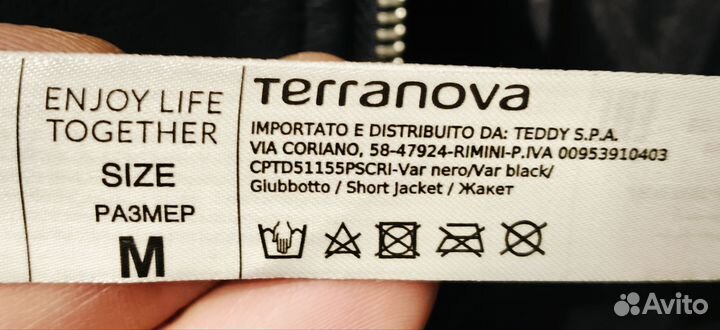 ENJOY LIFE
TOGETHER
SIZE
РАЗМЕР
M
Terranova
IMPORTATO E DISTRIBUITO DA: TEDDY S.P.A.
VIA CORIANO, 58-47924-RIMINI-P.IVA 00953910403
CPTD51155PSCRI-Var nero/Var black/
Giubbotto / Short Jacket / Жакет
Avito